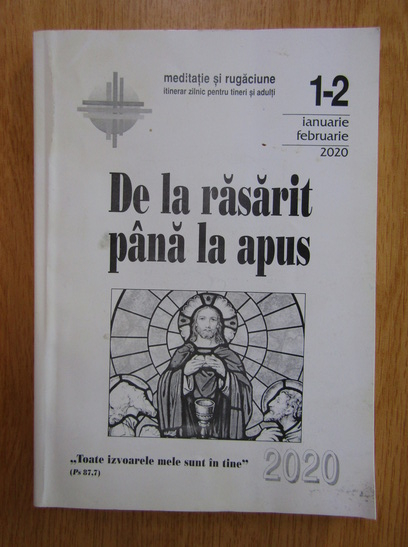 meditație și rugăciune
itinerar zilnic pentru tineri și adulți
1-2
ianuarie
februarie
2020
De la răsărit
până la apus
„Toate izvoarele mele sunt în tine”
(Ps 87,7)
2020